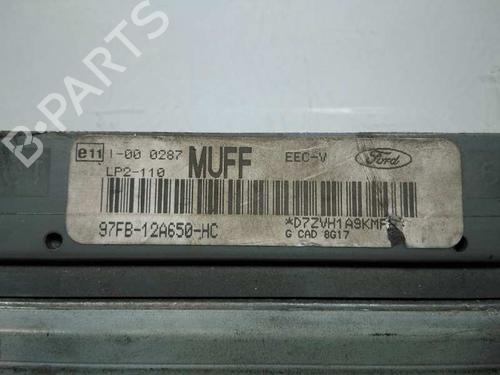 B-PARTS
e11 1-00 0287 MUFF EEC-V Ford
LP2-110
97FB-12A650-HC *D7ZVH1A9KMF
G CAD 8G17